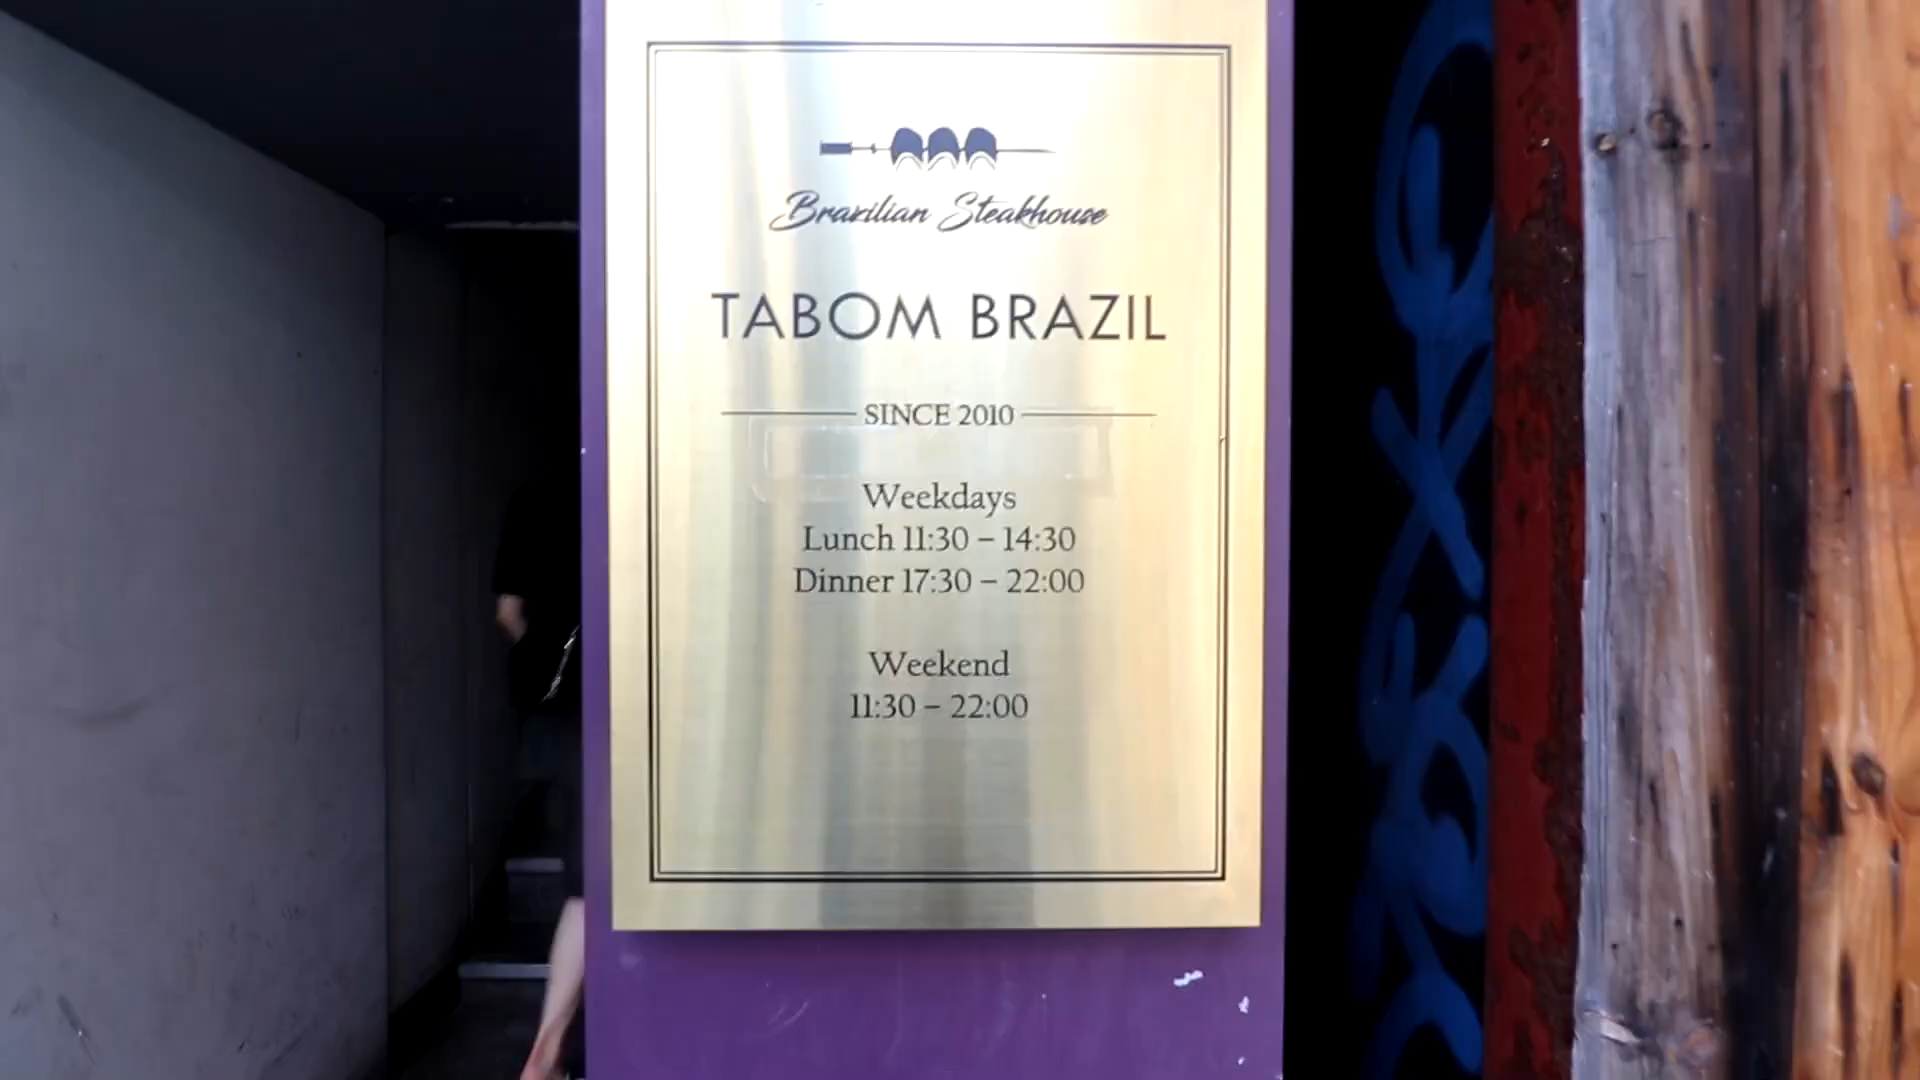 Brazilian Steakhouse
TABOM BRAZIL
SINCE 2010
Weekdays
Lunch 11:30 – 14:30
Dinner 17:30 – 22:00
Weekend
11:30 – 22:00